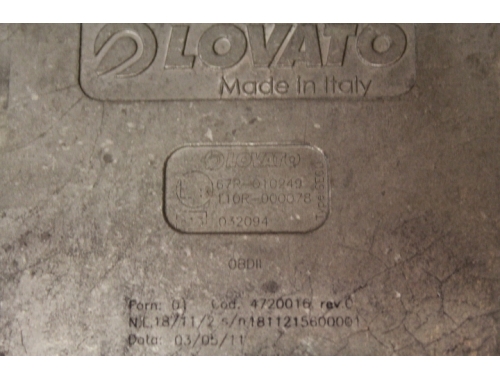 LOVATO
Made in Italy
LOVATO
67R-010249
110R-000078
032094
OBDII
Forn: 01 Cod. 4720016 rev.C
N.L.18/11/2 s/n1811215600001
Data: 03/05/11